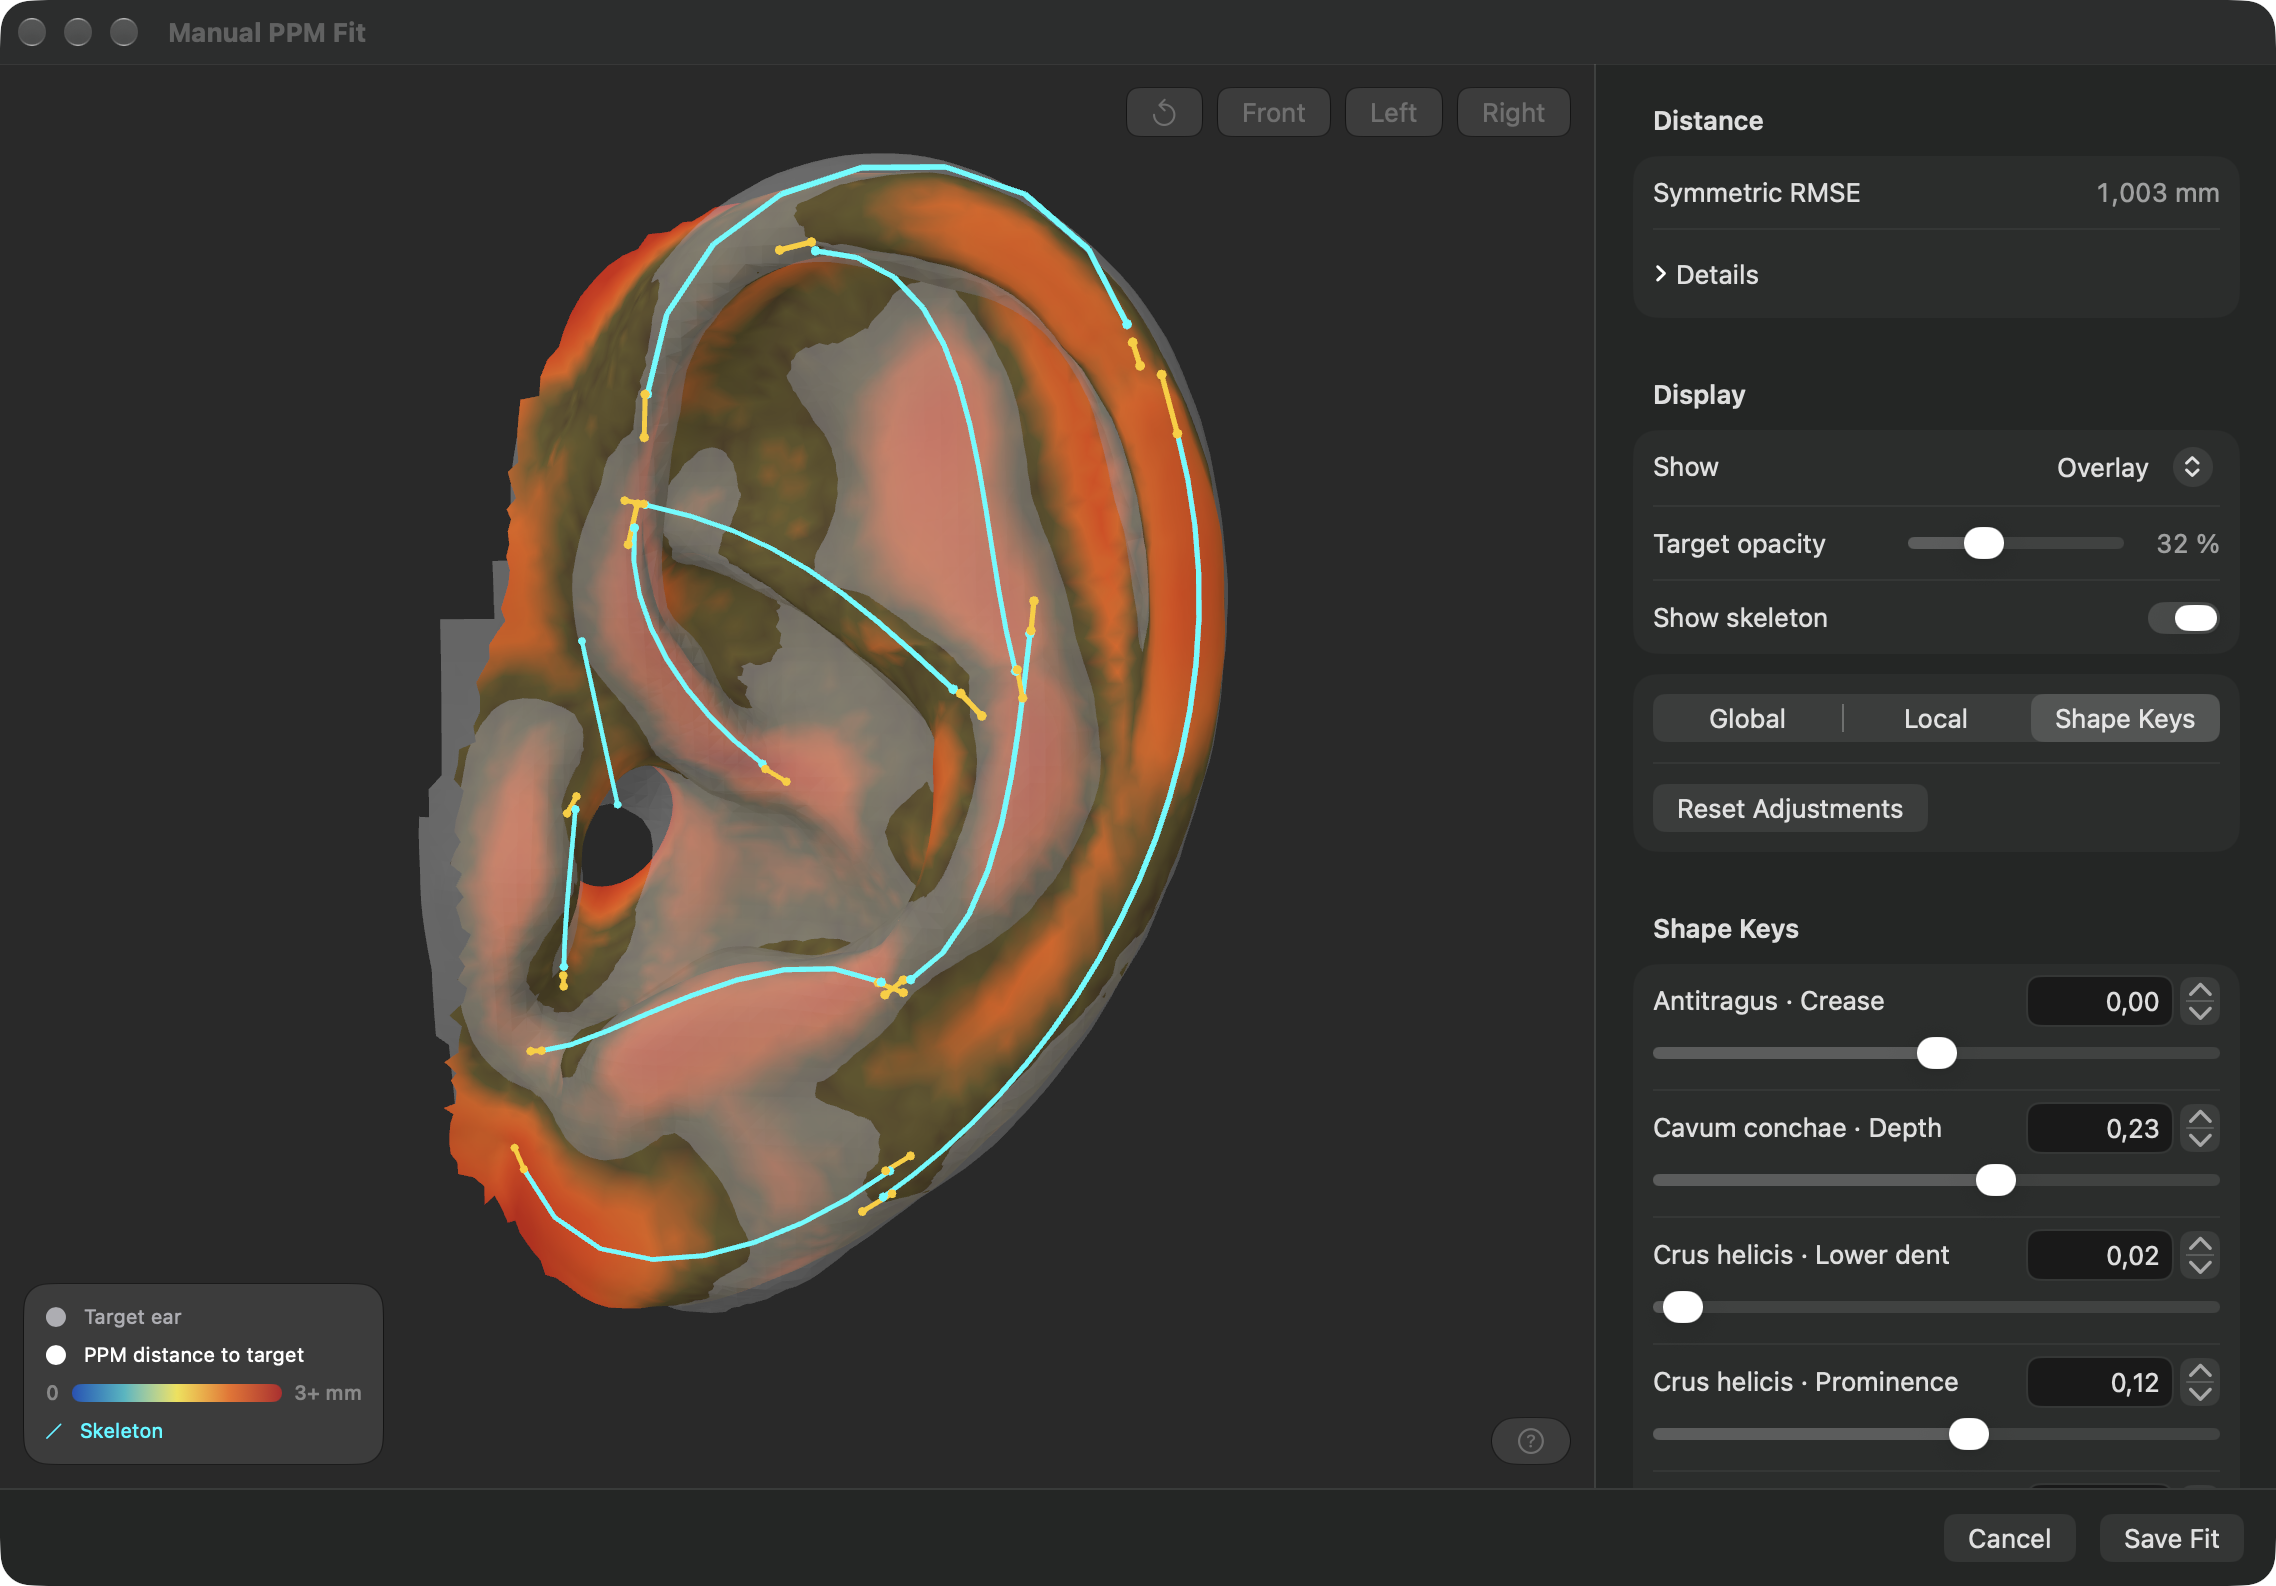 Manual PPM Fit
Front
Left
Right
Distance
Symmetric RMSE 1,003 mm
Details
Display
Show Overlay
Target opacity 32 %
Show skeleton
Global Local Shape Keys
Reset Adjustments
Shape Keys
Antitragus · Crease 0,00
Cavum conchae · Depth 0,23
Crus helicis · Lower dent 0,02
Crus helicis · Prominence 0,12
Target ear
PPM distance to target
0 3+ mm
Skeleton
?
Cancel Save Fit